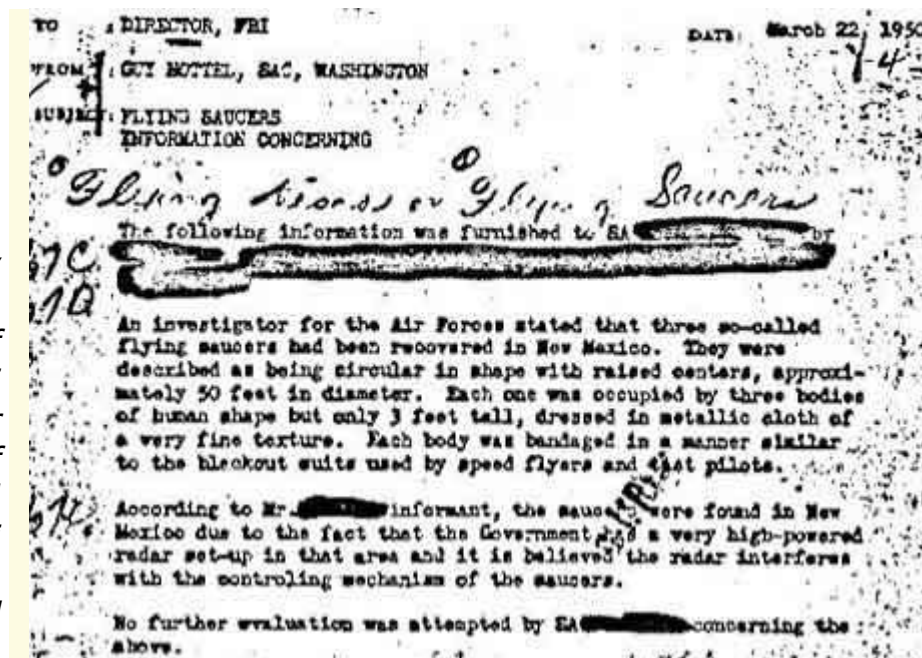 TO : DIRECTOR, FBI DATE: March 22, 1950
FROM : GUY HOTTEL, SAC, WASHINGTON
SUBJECT: FLYING SAUCERS
INFORMATION CONCERNING
Flying Discs or Flying Saucers
The following information was furnished to SA by
b7C
b7D
An investigator for the Air Forces stated that three so-called
flying saucers had been recovered in New Mexico. They were
described as being circular in shape with raised centers, approxi-
mately 50 feet in diameter. Each one was occupied by three bodies
of human shape but only 3 feet tall, dressed in metallic cloth of
a very fine texture. Each body was bandaged in a manner similar
to the blackout suits used by speed flyers and test pilots.
According to Mr. informant, the saucers were found in New
Mexico due to the fact that the Government has a very high-powered
radar set-up in that area and it is believed the radar interferes
with the controling mechanism of the saucers.
No further evaluation was attempted by SA concerning the
above.